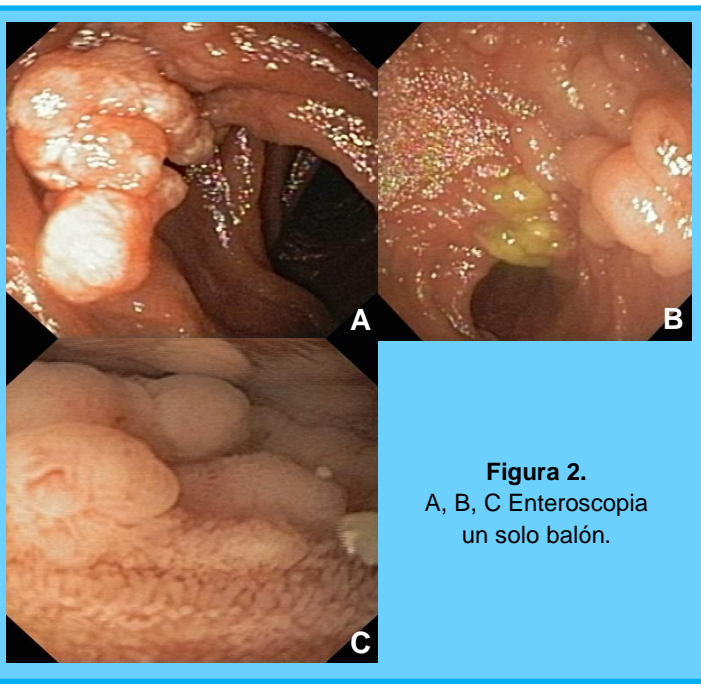 A
B
C
Figura 2.
A, B, C Enteroscopia
un solo balón.